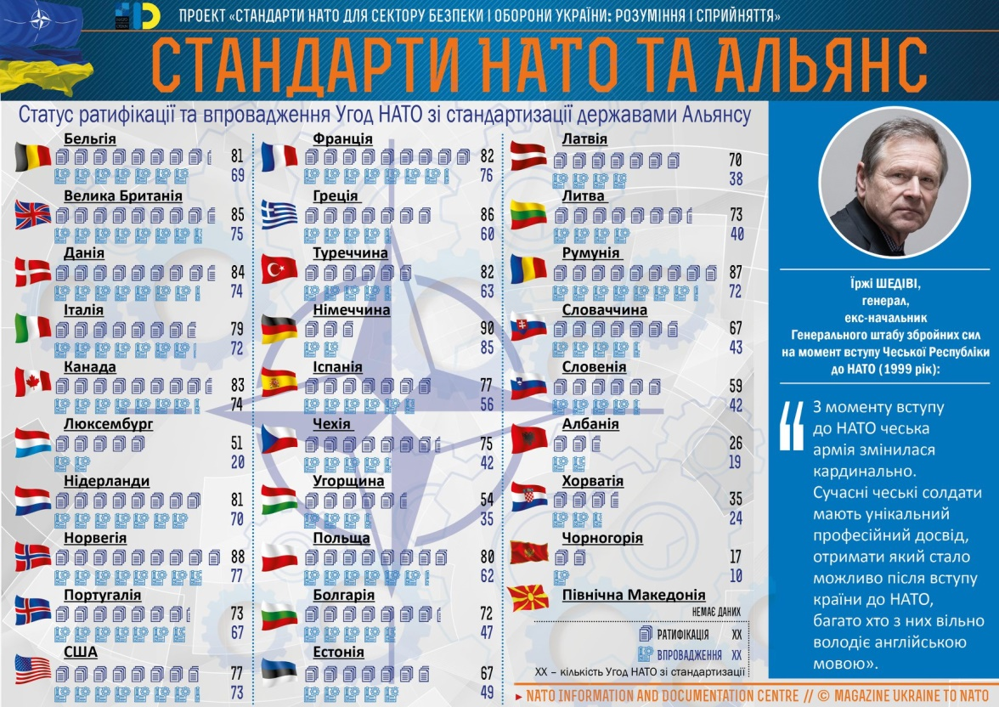 ПРОЕКТ «СТАНДАРТИ НАТО ДЛЯ СЕКТОРУ БЕЗПЕКИ І ОБОРОНИ УКРАЇНИ: РОЗУМІННЯ І СПРИЙНЯТТЯ»
СТАНДАРТИ НАТО ТА АЛЬЯНС
Статус ратифікації та впровадження Угод НАТО зі стандартизації державами Альянсу
Бельгія
81
69
Велика Британія
85
75
Данія
84
74
Італія
79
72
Канада
83
74
Люксембург
51
20
Нідерланди
81
70
Норвегія
88
77
Португалія
73
67
США
77
73
Франція
82
76
Греція
86
60
Туреччина
82
63
Німеччина
90
85
Іспанія
77
56
Чехія
75
42
Угорщина
54
35
Польща
80
62
Болгарія
72
47
Естонія
67
49
Латвія
70
38
Литва
73
40
Румунія
87
72
Словаччина
67
43
Словенія
59
42
Албанія
26
19
Хорватія
35
24
Чорногорія
17
10
Північна Македонія
НЕМАЄ ДАНИХ
РАТИФІКАЦІЯ XX
ВПРОВАДЖЕННЯ XX
XX – кількість Угод НАТО зі стандартизації
Їржі ШЕДІВІ,
генерал,
екс-начальник
Генерального штабу збройних сил
на момент вступу Чеської Республіки
до НАТО (1999 рік):
“З моменту вступу
до НАТО чеська
армія змінилася
кардинально.
Сучасні чеські солдати
мають унікальний
професійний досвід,
отримати який стало
можливо після вступу
країни до НАТО,
багато хто з них вільно
володіє англійською
мовою».
NATO INFORMATION AND DOCUMENTATION CENTRE // © MAGAZINE UKRAINE TO NATO